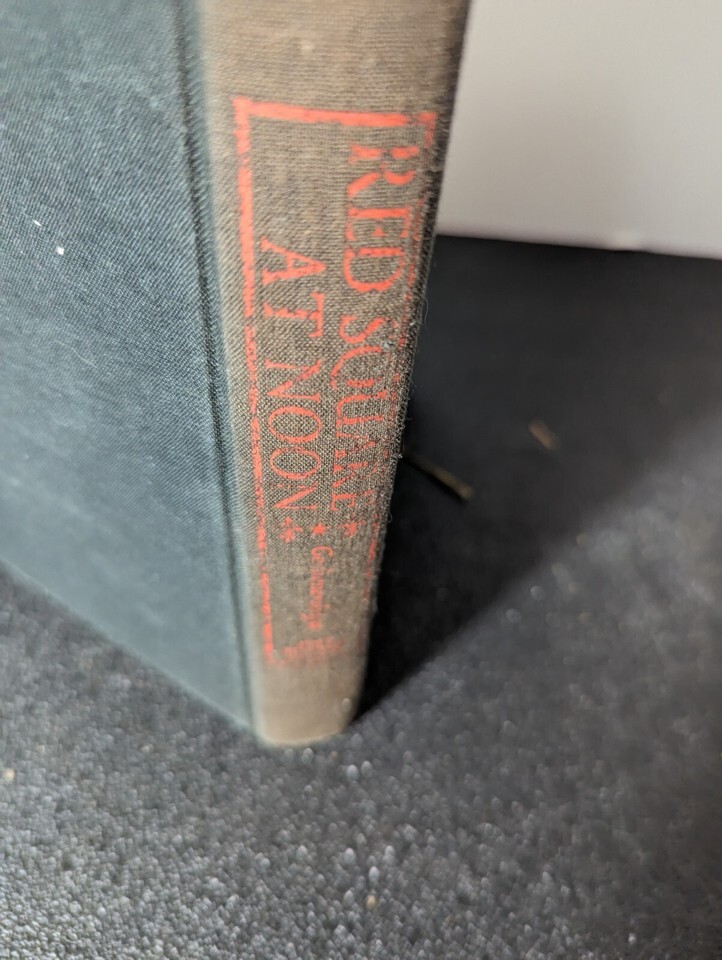 RED SQUARE *
AT NOON *